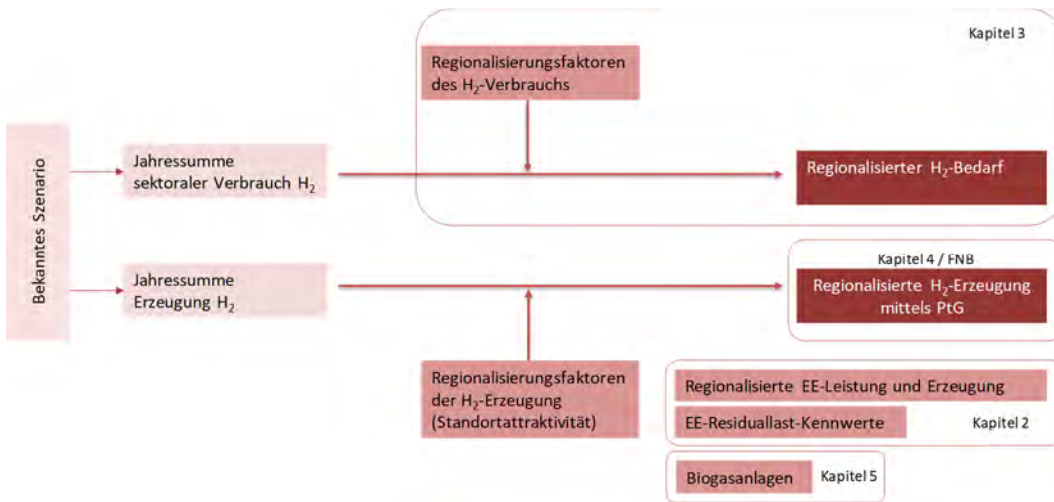 Kapitel 3
Regionalisierungsfaktoren
des H₂-Verbrauchs
Bekanntes Szenario
Jahressumme
sektoraler Verbrauch H₂
Regionalisierter H₂-Bedarf
Jahressumme
Erzeugung H₂
Kapitel 4 / FNB
Regionalisierte H₂-Erzeugung
mittels PtG
Regionalisierungsfaktoren
der H₂-Erzeugung
(Standortattraktivität)
Regionalisierte EE-Leistung und Erzeugung
EE-Residuallast-Kennwerte
Kapitel 2
Biogasanlagen
Kapitel 5